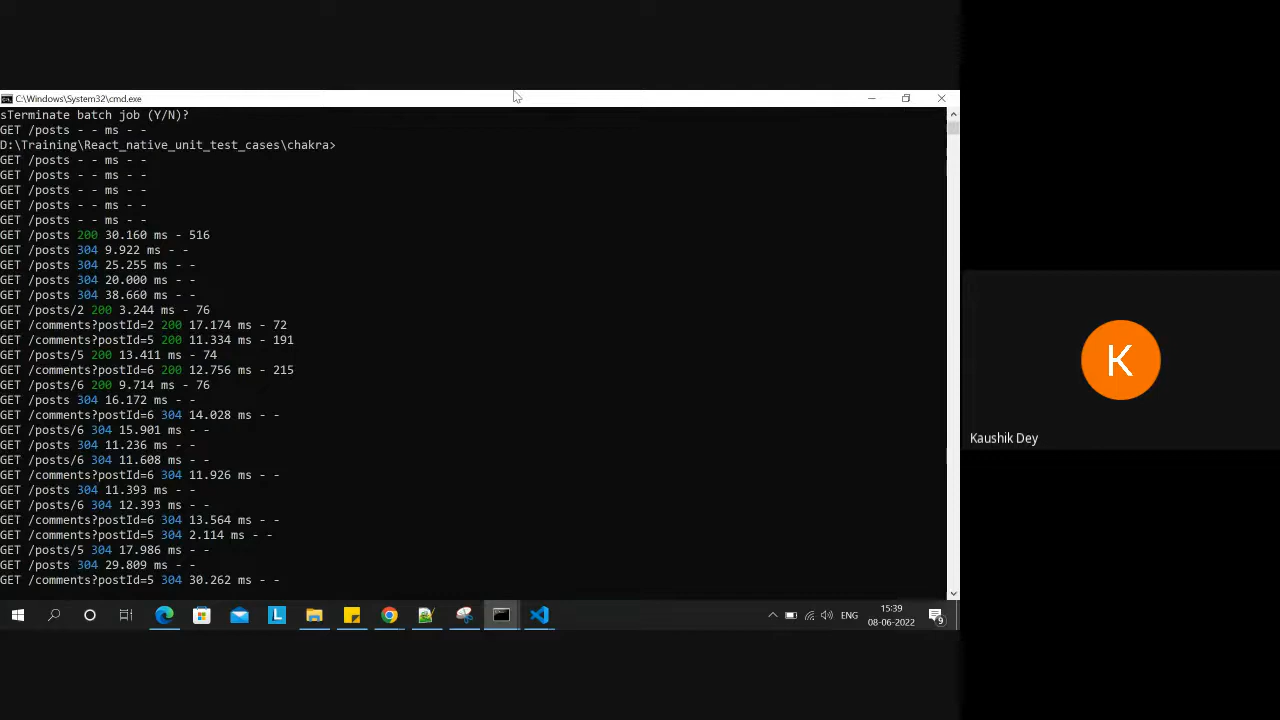 C:\Windows\System32\cmd.exe
sTerminate batch job (Y/N)?
GET /posts - - ms - -
D:\Training\React_native_unit_test_cases\chakra>
GET /posts - - ms - -
GET /posts - - ms - -
GET /posts - - ms - -
GET /posts - - ms - -
GET /posts - - ms - -
GET /posts 200 30.160 ms - 516
GET /posts 304 9.922 ms - -
GET /posts 304 25.255 ms - -
GET /posts 304 20.000 ms - -
GET /posts 304 38.660 ms - -
GET /posts/2 200 3.244 ms - 76
GET /comments?postId=2 200 17.174 ms - 72
GET /comments?postId=5 200 11.334 ms - 191
GET /posts/5 200 13.411 ms - 74
GET /comments?postId=6 200 12.756 ms - 215
GET /posts/6 200 9.714 ms - 76
GET /posts 304 16.172 ms - -
GET /comments?postId=6 304 14.028 ms - -
GET /posts/6 304 15.901 ms - -
GET /posts 304 11.236 ms - -
GET /posts/6 304 11.608 ms - -
GET /comments?postId=6 304 11.926 ms - -
GET /posts 304 11.393 ms - -
GET /posts/6 304 12.393 ms - -
GET /comments?postId=6 304 13.564 ms - -
GET /comments?postId=5 304 2.114 ms - -
GET /posts/5 304 17.986 ms - -
GET /posts 304 29.809 ms - -
GET /comments?postId=5 304 30.262 ms - -
L
ENG
15:39
08-06-2022
9
K
Kaushik Dey